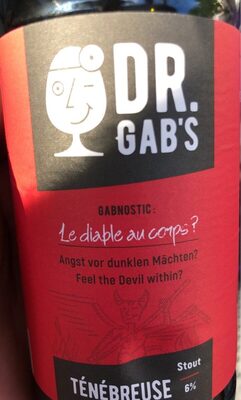 DR.
GAB'S
GABNOSTIC :
Le diable au corps ?
Angst vor dunklen Mächten?
Feel the Devil within?
Stout
TÉNÉBREUSE 6%